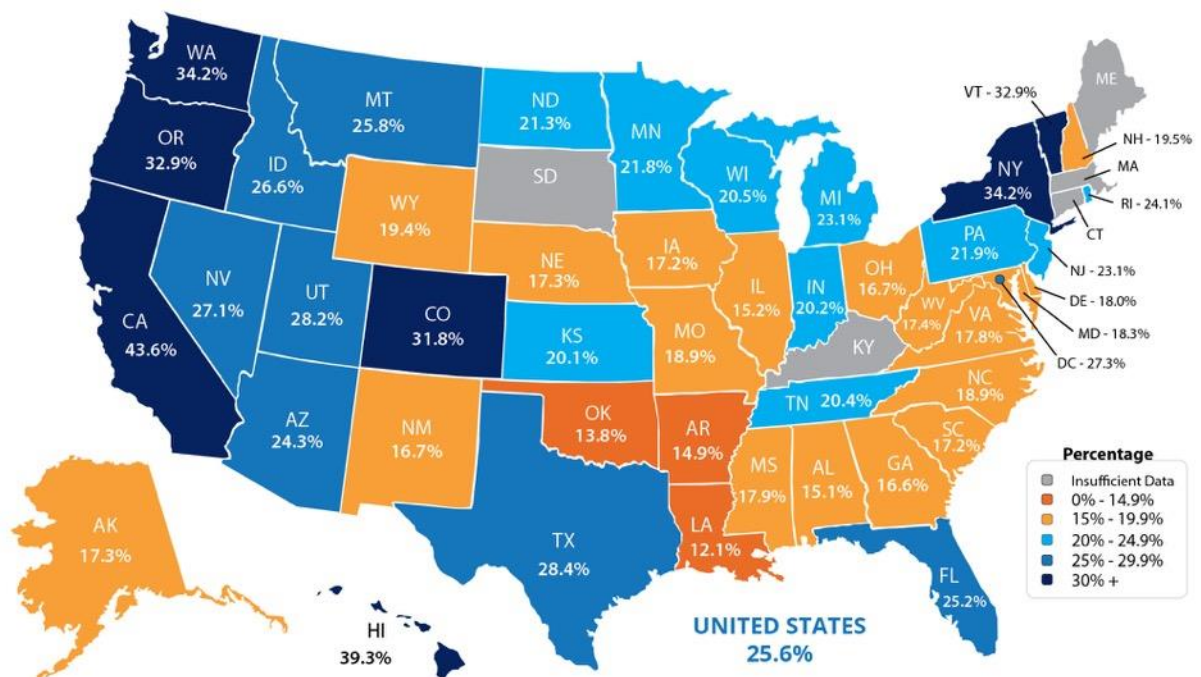 WA
34.2%
OR
32.9%
CA
43.6%
ID
26.6%
NV
27.1%
MT
25.8%
WY
19.4%
UT
28.2%
AZ
24.3%
CO
31.8%
NM
16.7%
ND
21.3%
SD
NE
17.3%
KS
20.1%
OK
13.8%
TX
28.4%
MN
21.8%
IA
17.2%
MO
18.9%
AR
14.9%
LA
12.1%
WI
20.5%
IL
15.2%
MI
23.1%
IN
20.2%
OH
16.7%
KY
TN 20.4%
MS
17.9%
AL
15.1%
GA
16.6%
FL
25.2%
SC
17.2%
NC
18.9%
VA
17.8%
WV
17.4%
PA
21.9%
NY
34.2%
VT - 32.9%
ME
NH - 19.5%
MA
RI - 24.1%
CT
NJ - 23.1%
DE - 18.0%
MD - 18.3%
DC - 27.3%
AK
17.3%
HI
39.3%
UNITED STATES
25.6%
Percentage
Insufficient Data
0% - 14.9%
15% - 19.9%
20% - 24.9%
25% - 29.9%
30% +